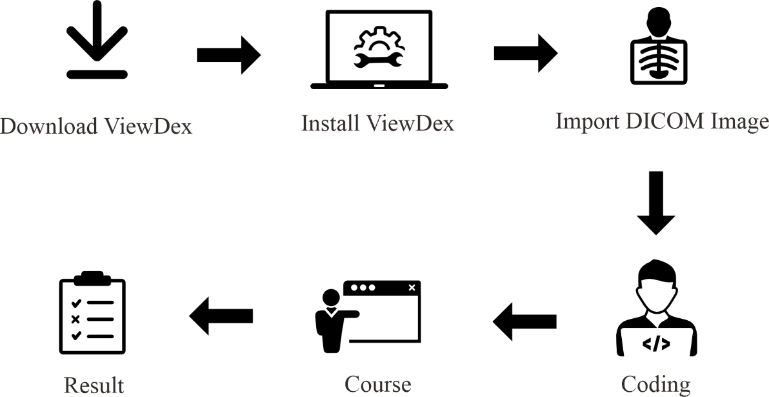 Download ViewDex
Install ViewDex
Import DICOM Image
</>
Result
Course
Coding